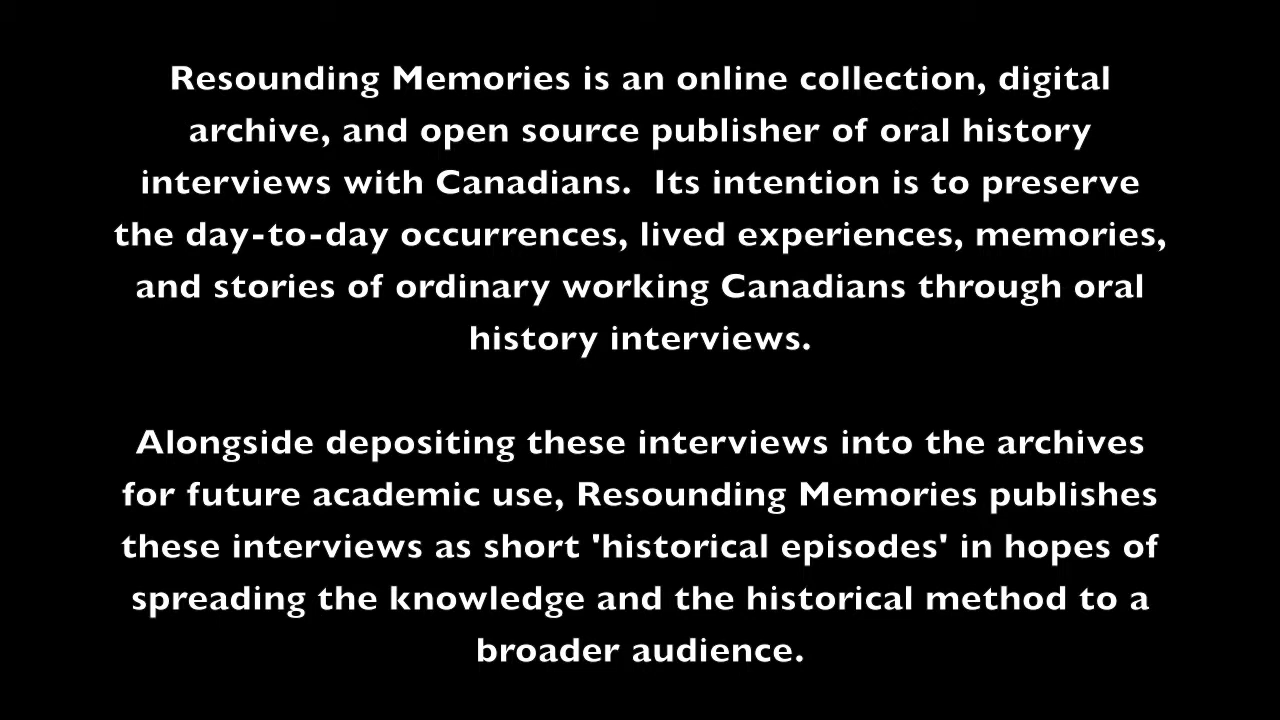 Resounding Memories is an online collection, digital
archive, and open source publisher of oral history
interviews with Canadians.  Its intention is to preserve
the day-to-day occurrences, lived experiences, memories,
and stories of ordinary working Canadians through oral
history interviews.
Alongside depositing these interviews into the archives
for future academic use, Resounding Memories publishes
these interviews as short 'historical episodes' in hopes of
spreading the knowledge and the historical method to a
broader audience.